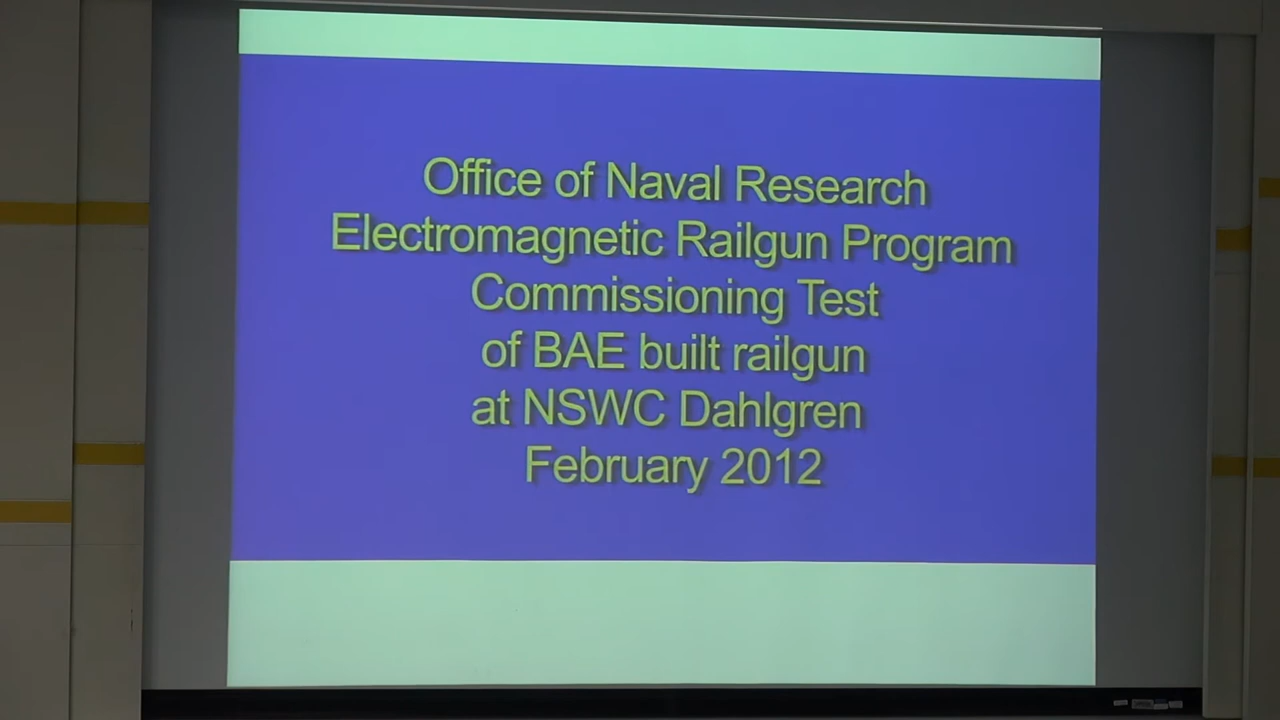 Office of Naval Research
Electromagnetic Railgun Program
Commissioning Test
of BAE built railgun
at NSWC Dahlgren
February 2012